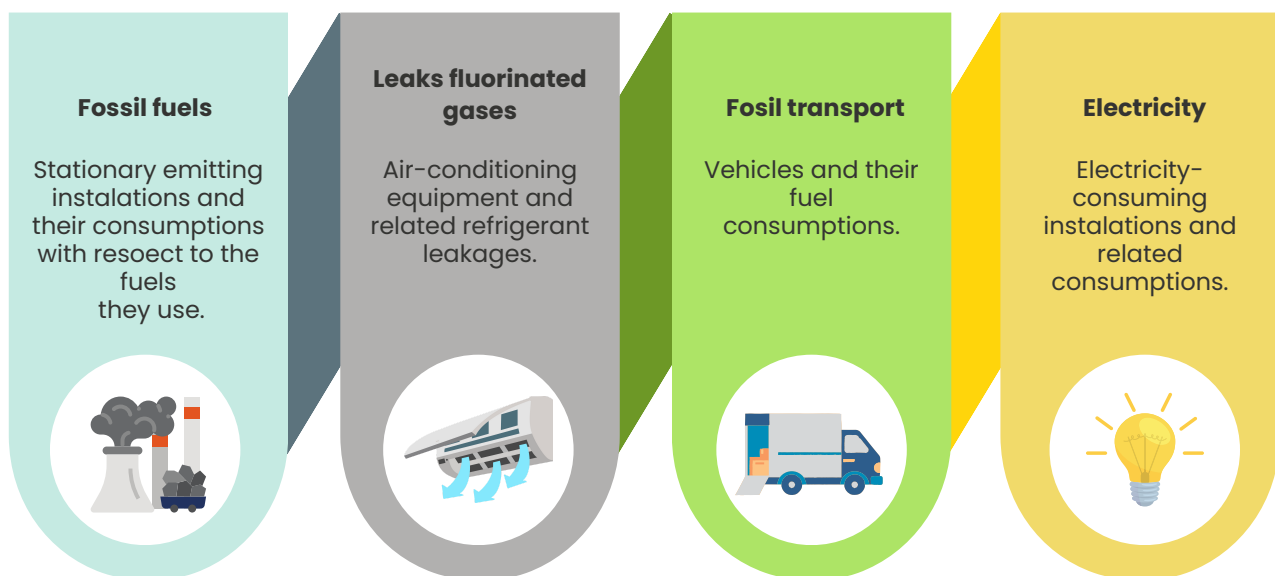 Fossil fuels
Stationary emitting
instalations and
their consumptions
with resoect to the
fuels
they use.
Leaks fluorinated
gases
Air-conditioning
equipment and
related refrigerant
leakages.
Fosil transport
Vehicles and their
fuel
consumptions.
Electricity
Electricity-
consuming
instalations and
related
consumptions.